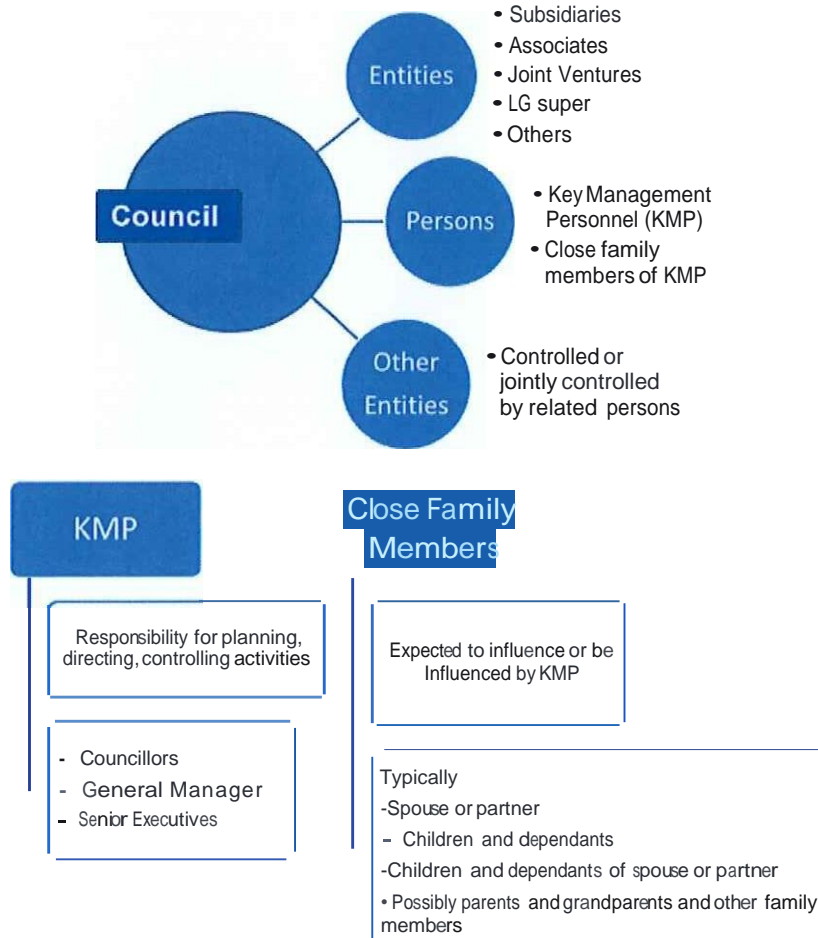 Council
Entities
• Subsidiaries
• Associates
• Joint Ventures
• LG super
• Others
Persons
• Key Management
Personnel (KMP)
• Close family
members of KMP
Other
Entities
• Controlled or
jointly controlled
by related persons
KMP
Responsibility for planning,
directing, controlling activities
- Councillors
- General Manager
- Senior Executives
Close Family
Members
Expected to influence or be
Influenced by KMP
Typically
-Spouse or partner
- Children and dependants
-Children and dependants of spouse or partner
• Possibly parents and grandparents and other family
members